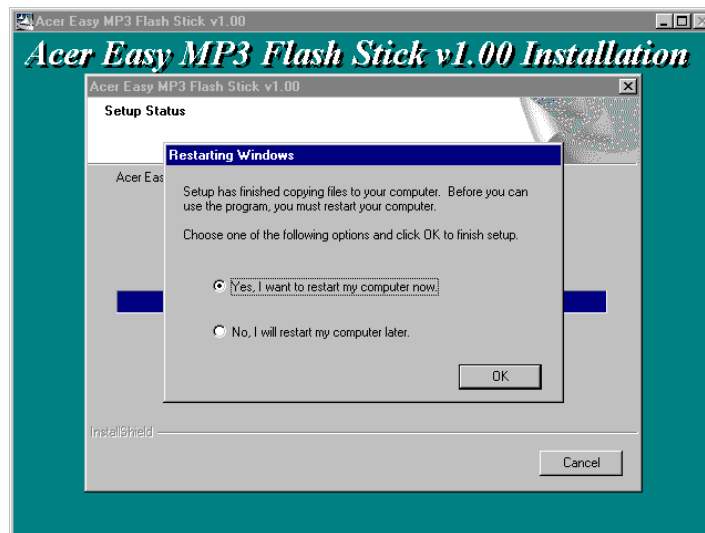 Acer Easy MP3 Flash Stick v1.00
Acer Easy MP3 Flash Stick v1.00 Installation
Acer Easy MP3 Flash Stick v1.00
Setup Status
Restarting Windows
Acer Eas
Setup has finished copying files to your computer. Before you can
use the program, you must restart your computer.
Choose one of the following options and click OK to finish setup.
Yes, I want to restart my computer now.
No, I will restart my computer later.
OK
InstallShield
Cancel